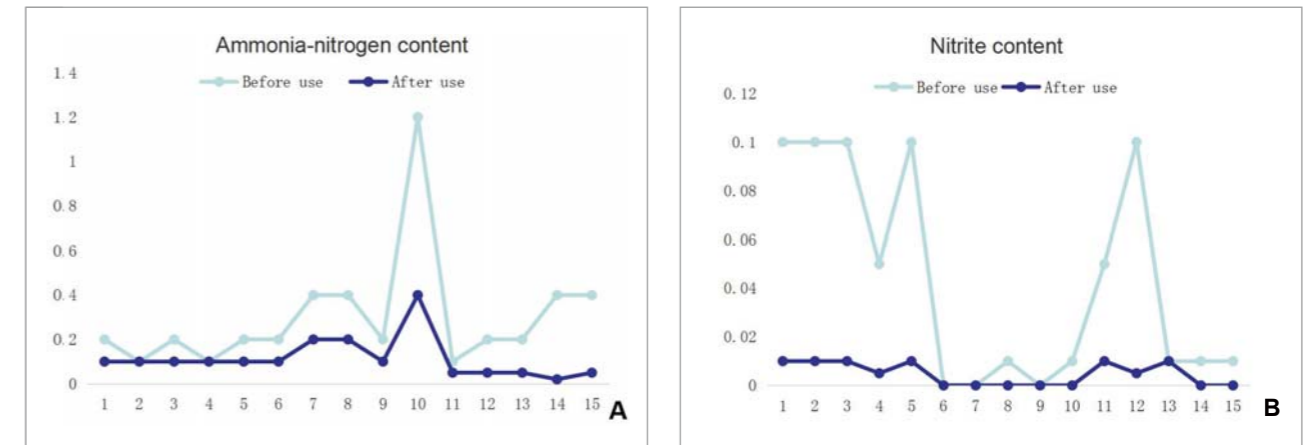 Ammonia-nitrogen content
Before use After use
1.4
1.2
1
0.8
0.6
0.4
0.2
0
1 2 3 4 5 6 7 8 9 10 11 12 13 14 15
A
Nitrite content
Before use After use
0.12
0.1
0.08
0.06
0.04
0.02
0
1 2 3 4 5 6 7 8 9 10 11 12 13 14 15
B